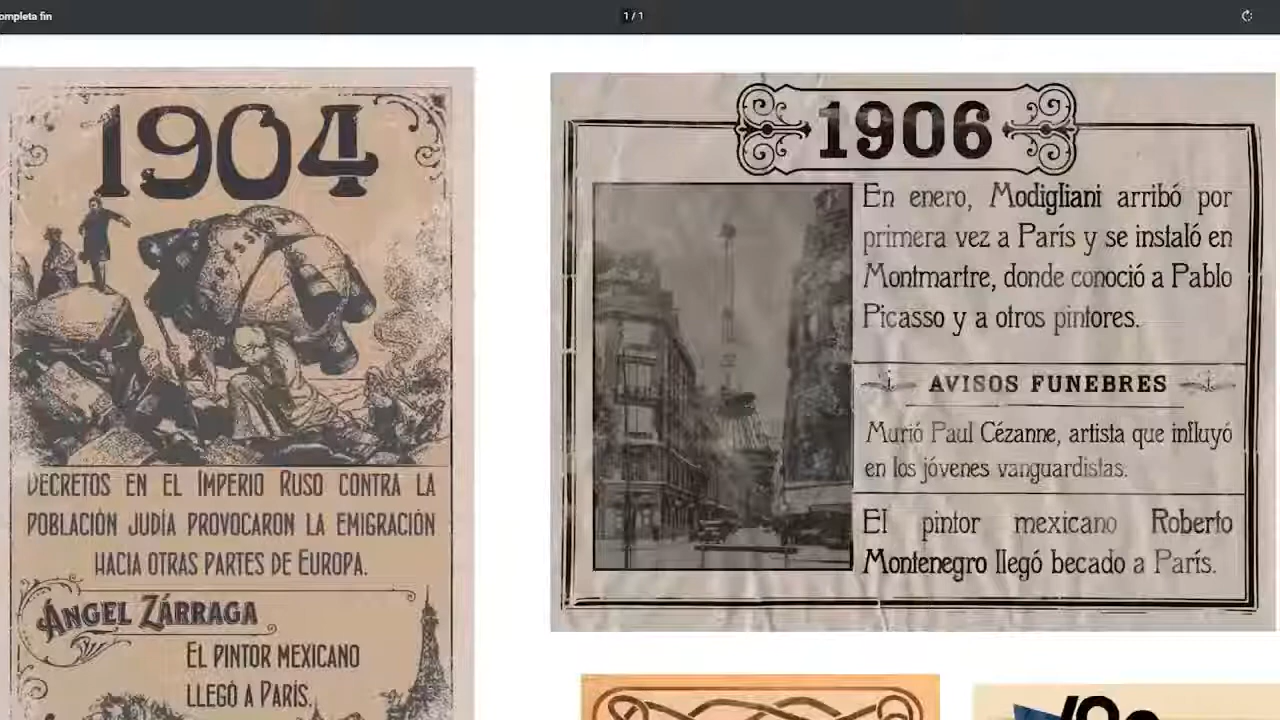 ompleta fin
1 / 1
1904
DECRETOS EN EL IMPERIO RUSO CONTRA LA
POBLACIÓN JUDÍA PROVOCARON LA EMIGRACIÓN
HACIA OTRAS PARTES DE EUROPA.
ÁNGEL ZÁRRAGA
EL PINTOR MEXICANO
LLEGÓ A PARÍS.
1906
En enero, Modigliani arribó por
primera vez a París y se instaló en
Montmartre, donde conoció a Pablo
Picasso y a otros pintores.
AVISOS FUNEBRES
Murió Paul Cézanne, artista que influyó
en los jóvenes vanguardistas.
El pintor mexicano Roberto
Montenegro llegó becado a París.